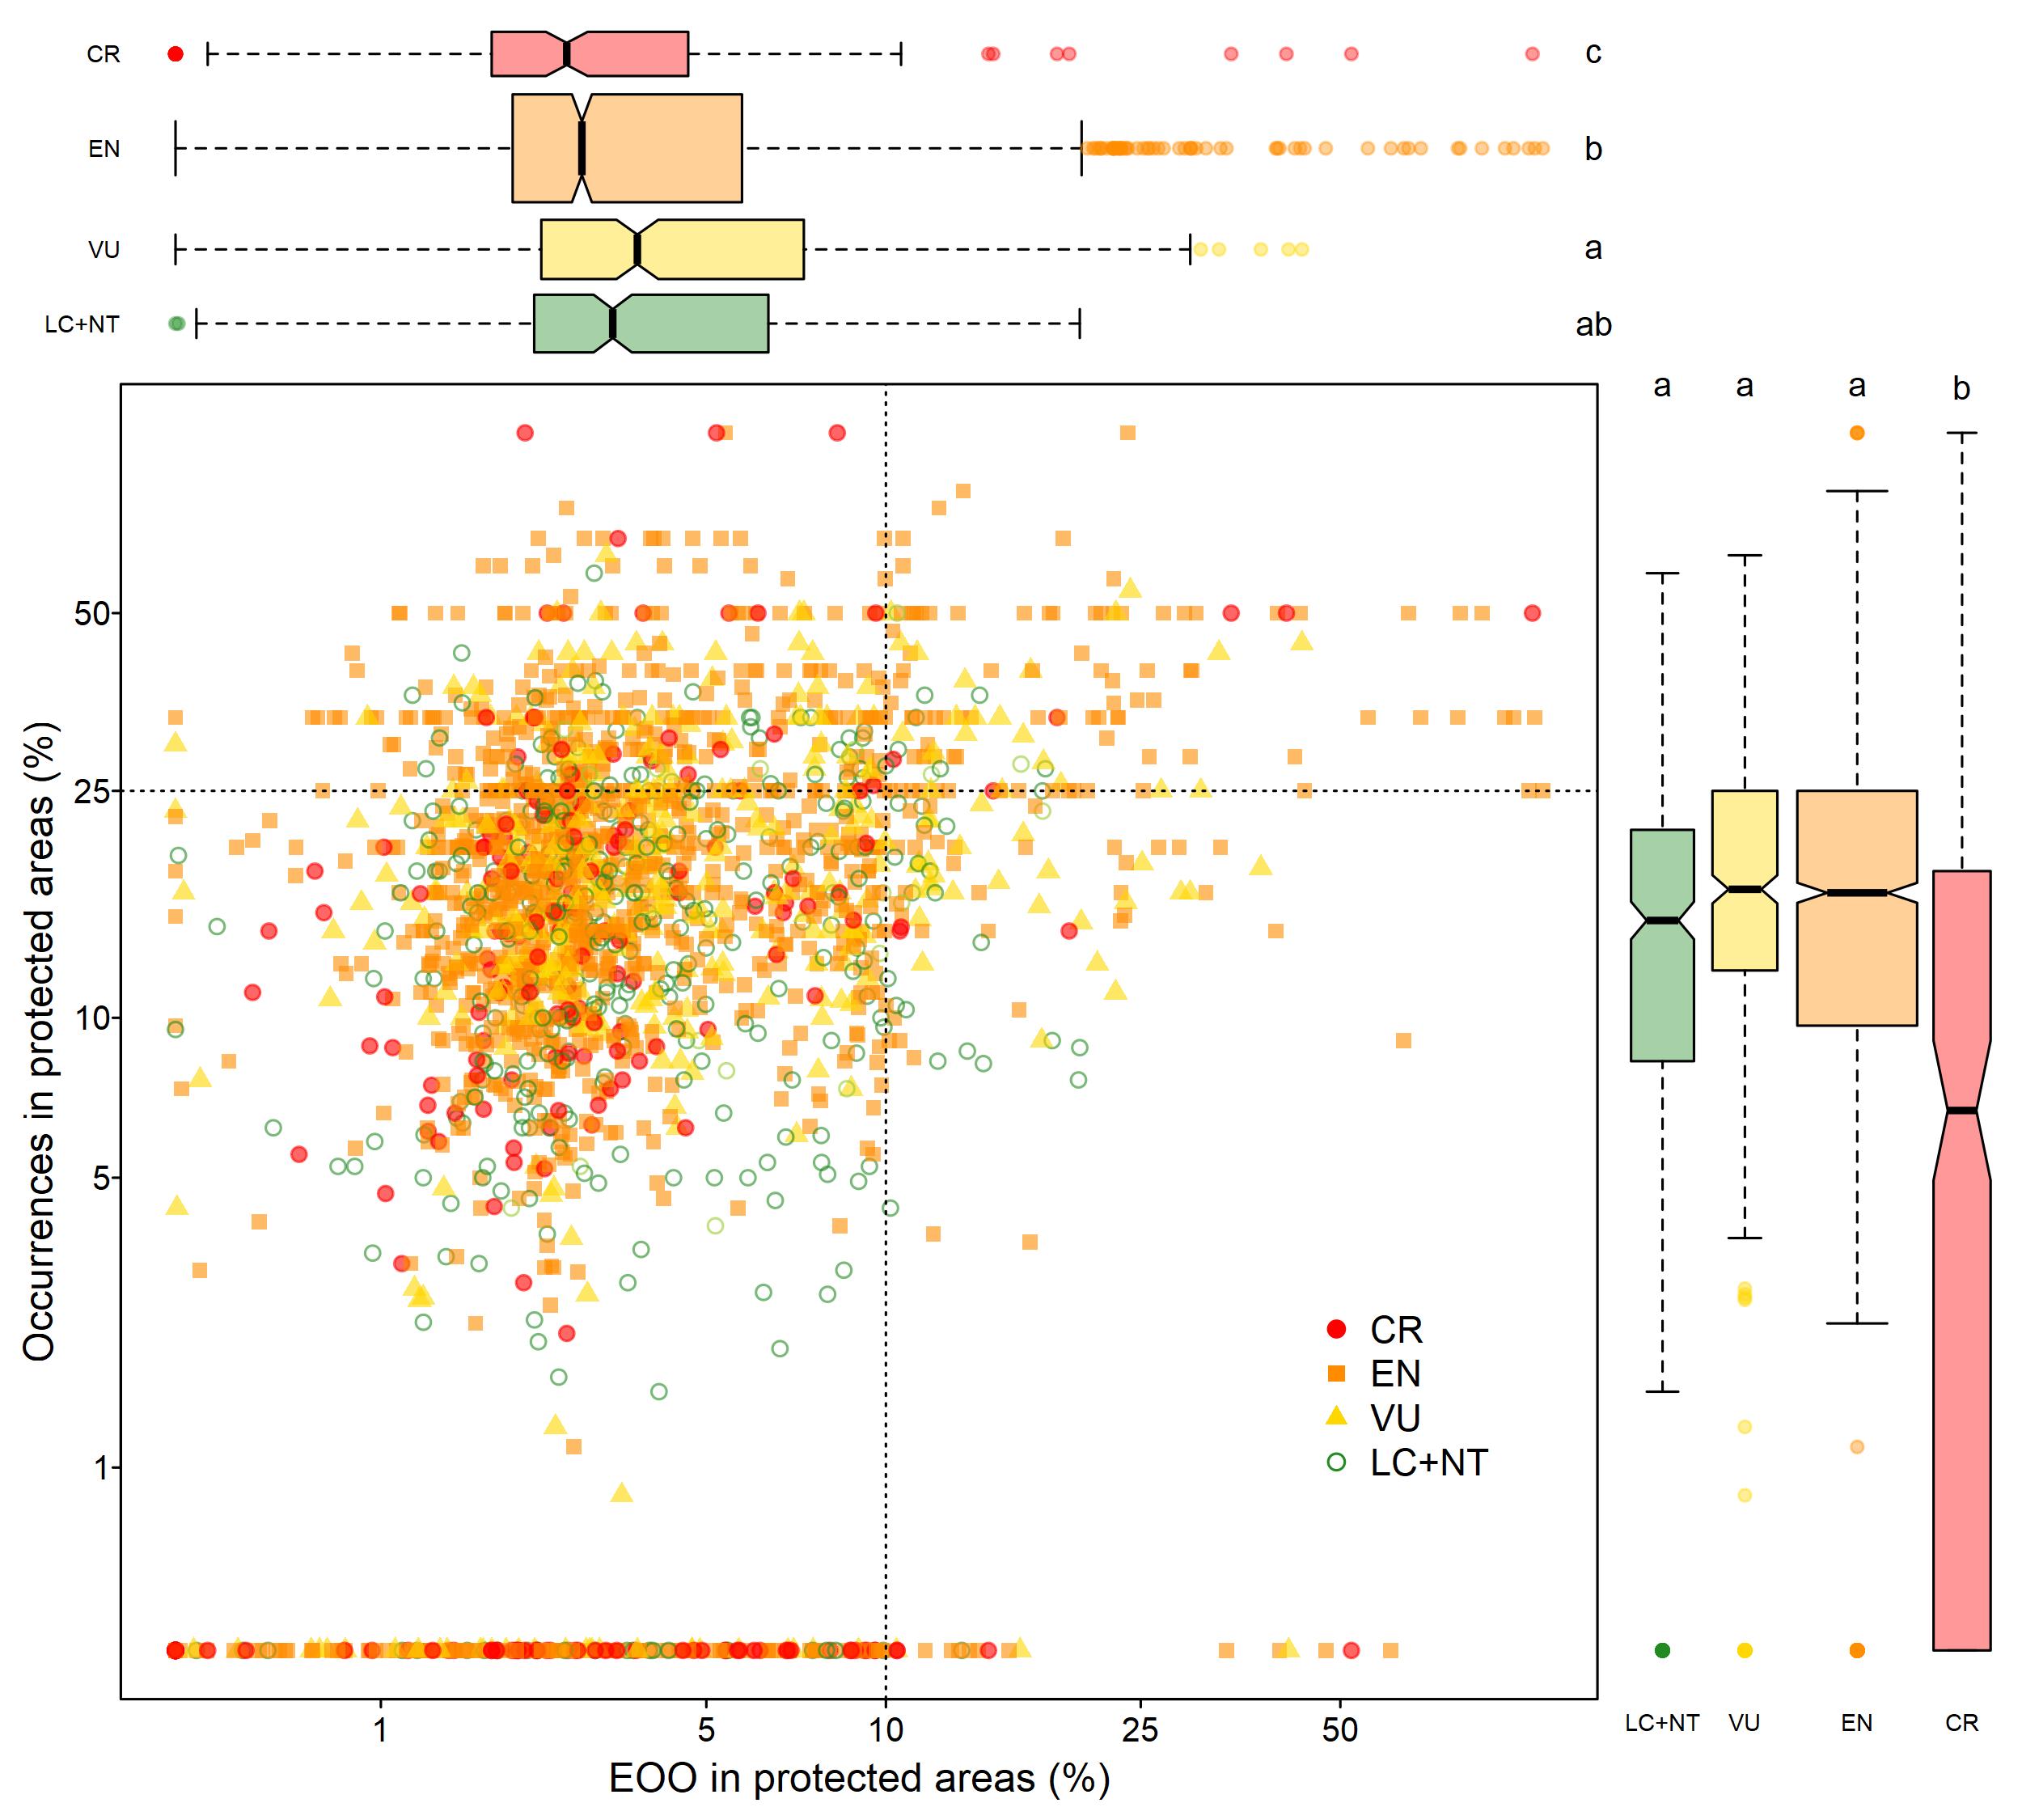 CR c
EN b
VU a
LC+NT ab
a a a b
50
25
10
5
1
Occurrences in protected areas (%)
CR
EN
VU
LC+NT
1 5 10 25 50
EOO in protected areas (%)
LC+NT VU EN CR